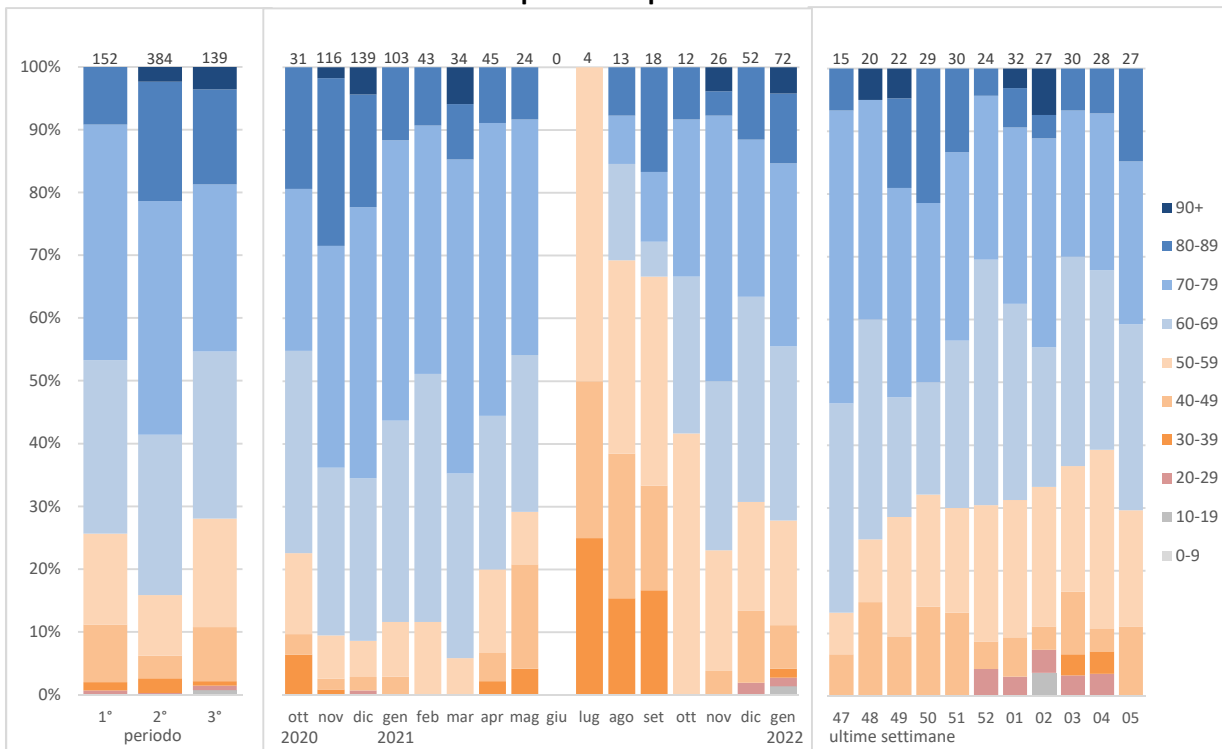 152 384 139
31 116 139 103 43 34 45 24 0 4 13 18 12 26 52 72
15 20 22 29 30 24 32 27 30 28 27
100%
90%
80%
70%
60%
50%
40%
30%
20%
10%
0%
90+
80-89
70-79
60-69
50-59
40-49
30-39
20-29
10-19
0-9
1° 2° 3°
periodo
ott nov dic gen feb mar apr mag giu lug ago set ott nov dic gen
2020 2021 2022
47 48 49 50 51 52 01 02 03 04 05
ultime settimane